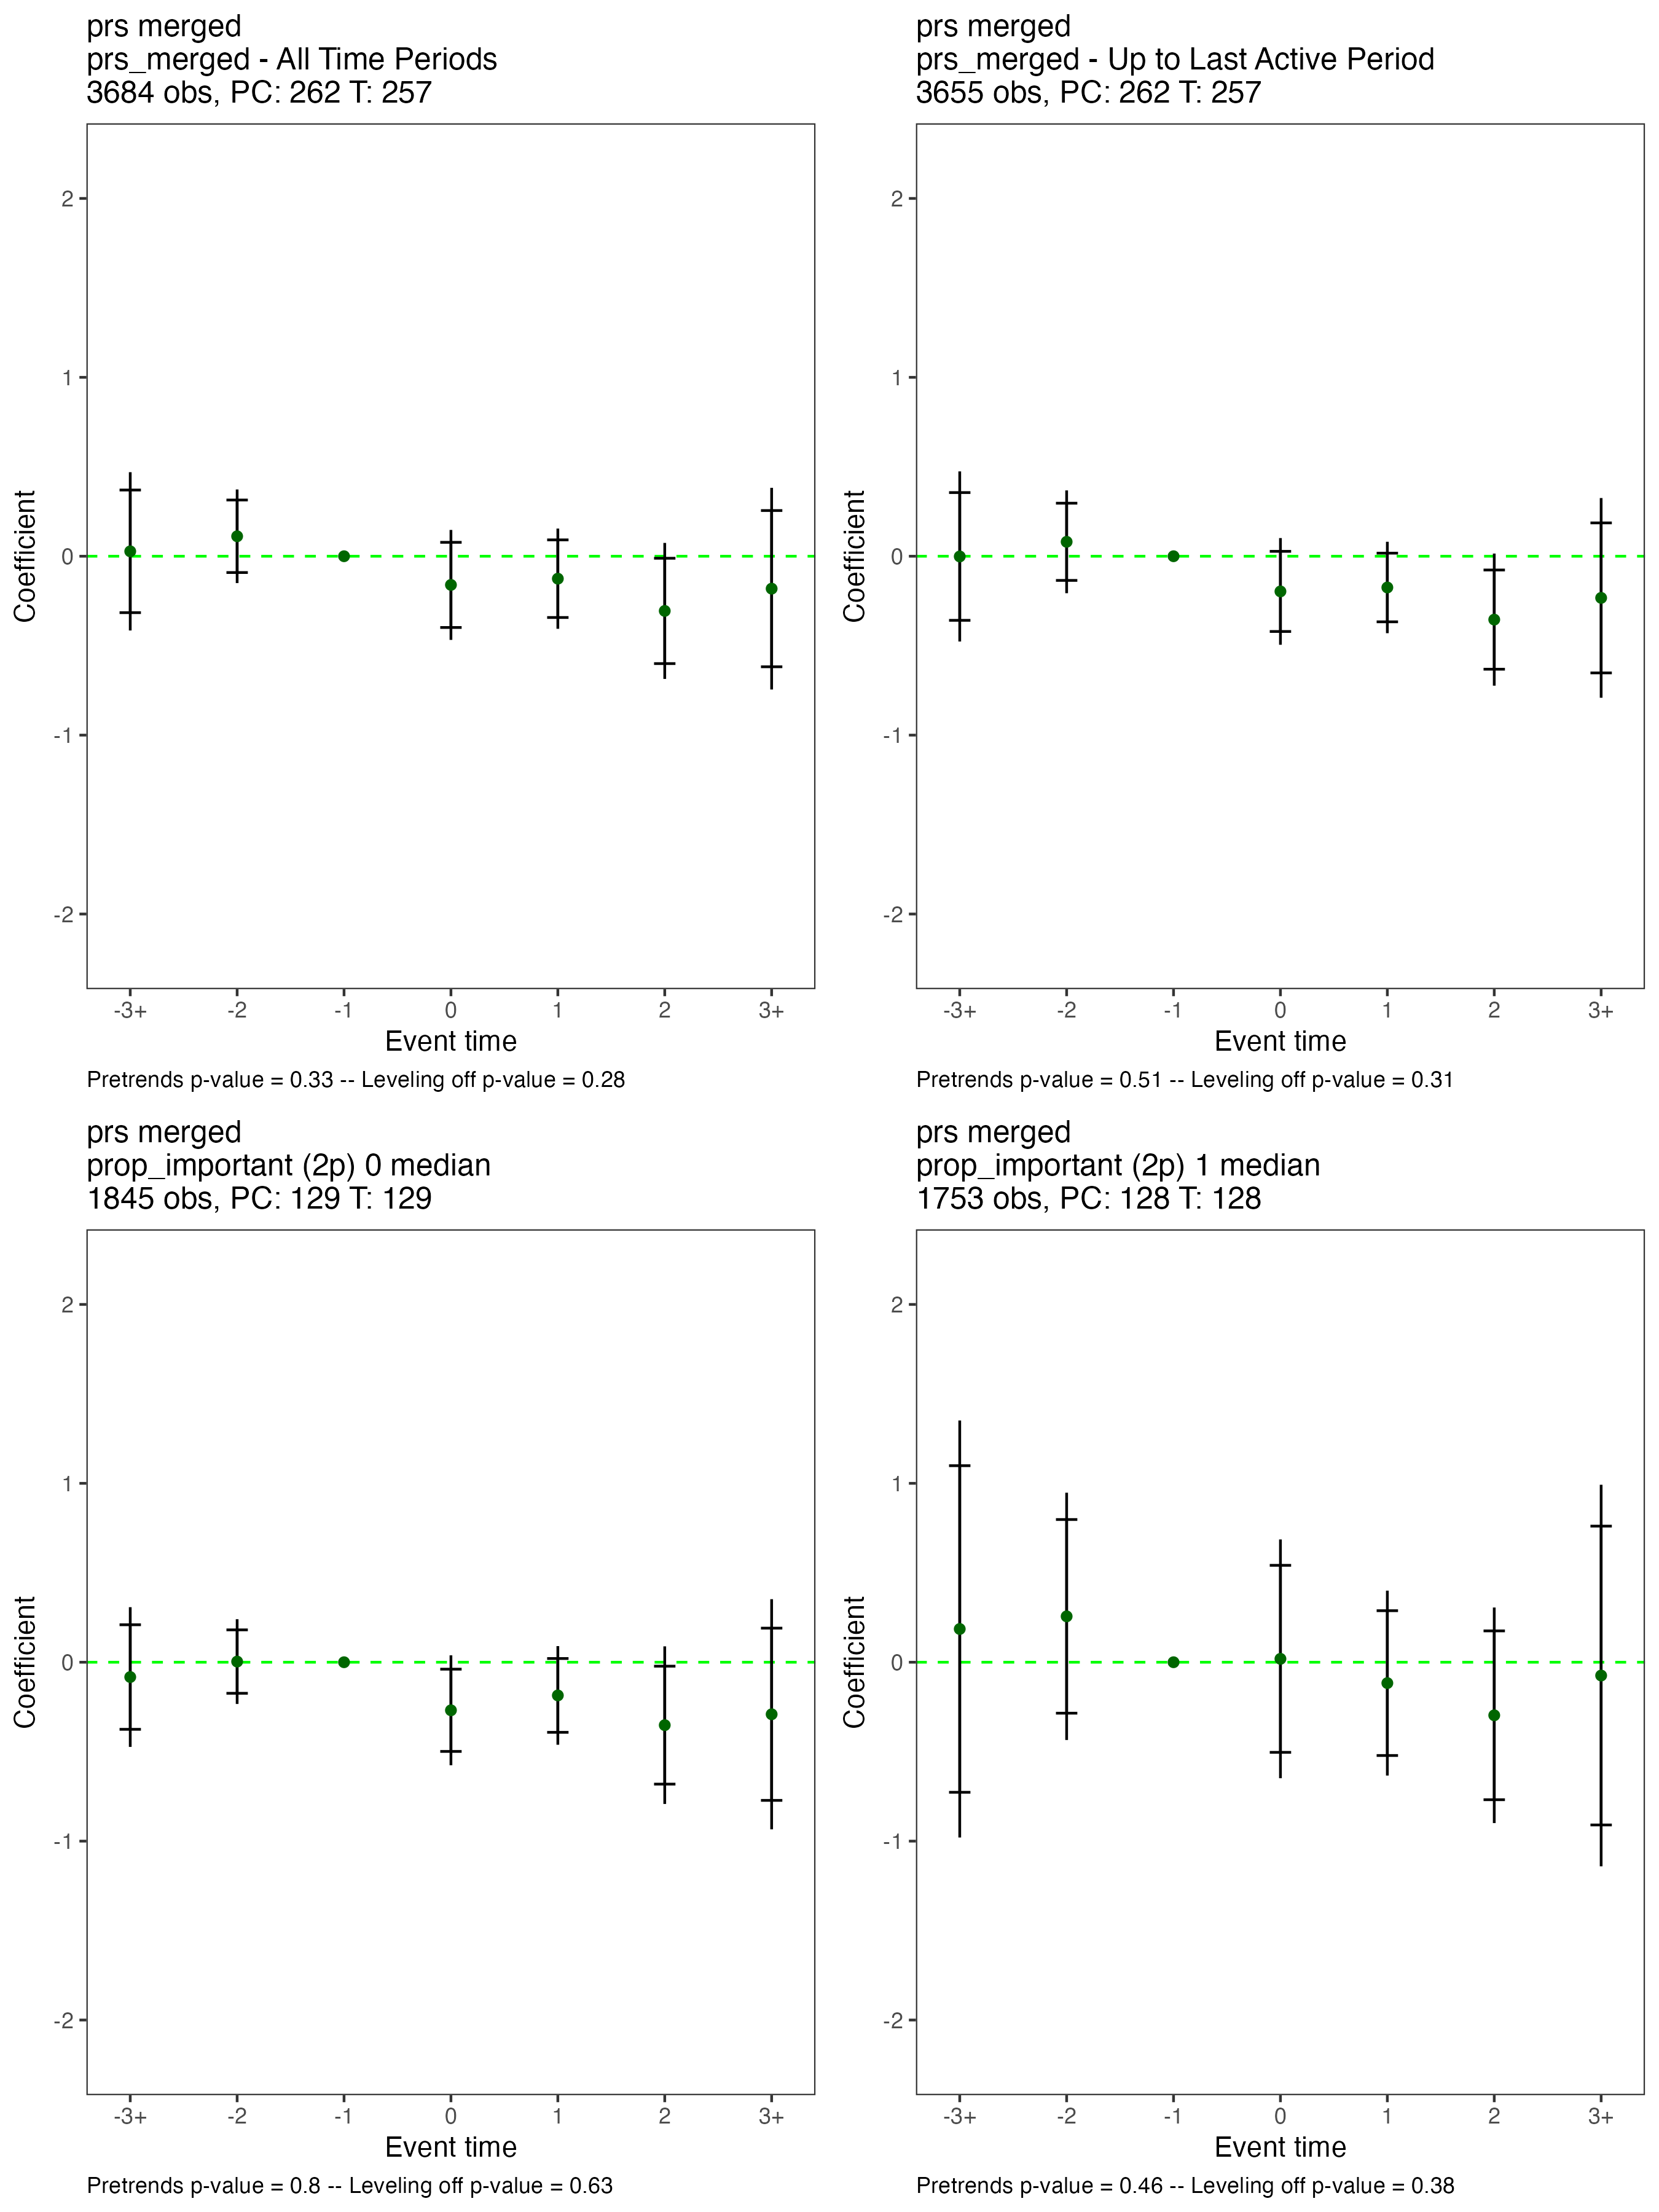 prs merged
prs_merged - All Time Periods
3684 obs, PC: 262 T: 257
2
1
0
-1
-2
Coefficient
-3+ -2 -1 0 1 2 3+
Event time
Pretrends p-value = 0.33 -- Leveling off p-value = 0.28
prs merged
prs_merged - Up to Last Active Period
3655 obs, PC: 262 T: 257
2
1
0
-1
-2
Coefficient
-3+ -2 -1 0 1 2 3+
Event time
Pretrends p-value = 0.51 -- Leveling off p-value = 0.31
prs merged
prop_important (2p) 0 median
1845 obs, PC: 129 T: 129
2
1
0
-1
-2
Coefficient
-3+ -2 -1 0 1 2 3+
Event time
Pretrends p-value = 0.8 -- Leveling off p-value = 0.63
prs merged
prop_important (2p) 1 median
1753 obs, PC: 128 T: 128
2
1
0
-1
-2
Coefficient
-3+ -2 -1 0 1 2 3+
Event time
Pretrends p-value = 0.46 -- Leveling off p-value = 0.38